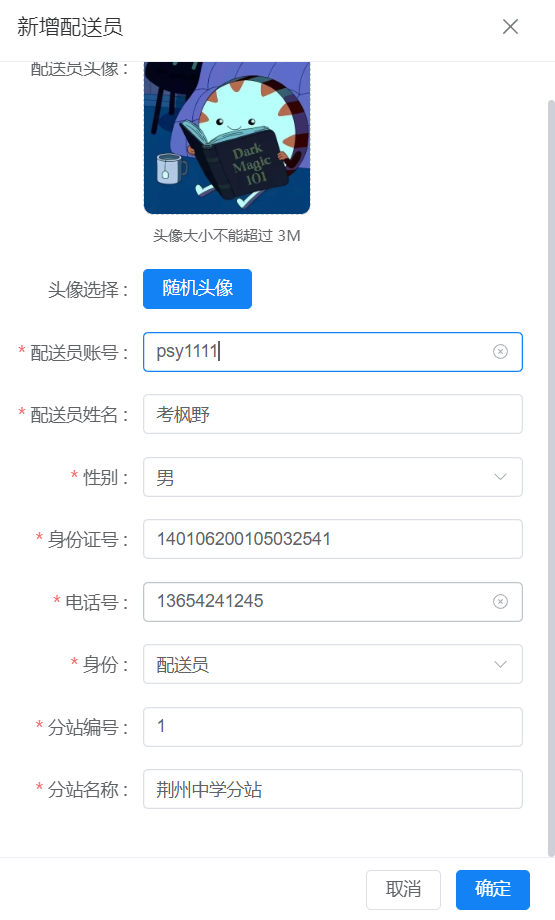 新增配送员
配送员头像：
Dark
Magic
101
头像大小不能超过 3M
头像选择： 随机头像
* 配送员账号： psy1111
* 配送员姓名： 考枫野
* 性别： 男
* 身份证号： 140106200105032541
* 电话号： 13654241245
* 身份： 配送员
* 分站编号： 1
* 分站名称： 荆州中学分站
取消 确定